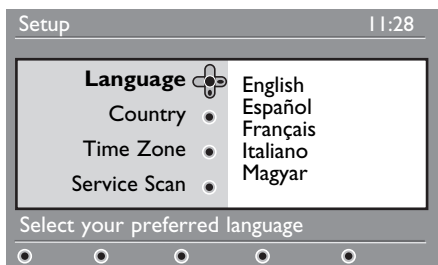 Setup 11:28
Language
Country
Time Zone
Service Scan
English
Español
Français
Italiano
Magyar
Select your preferred language